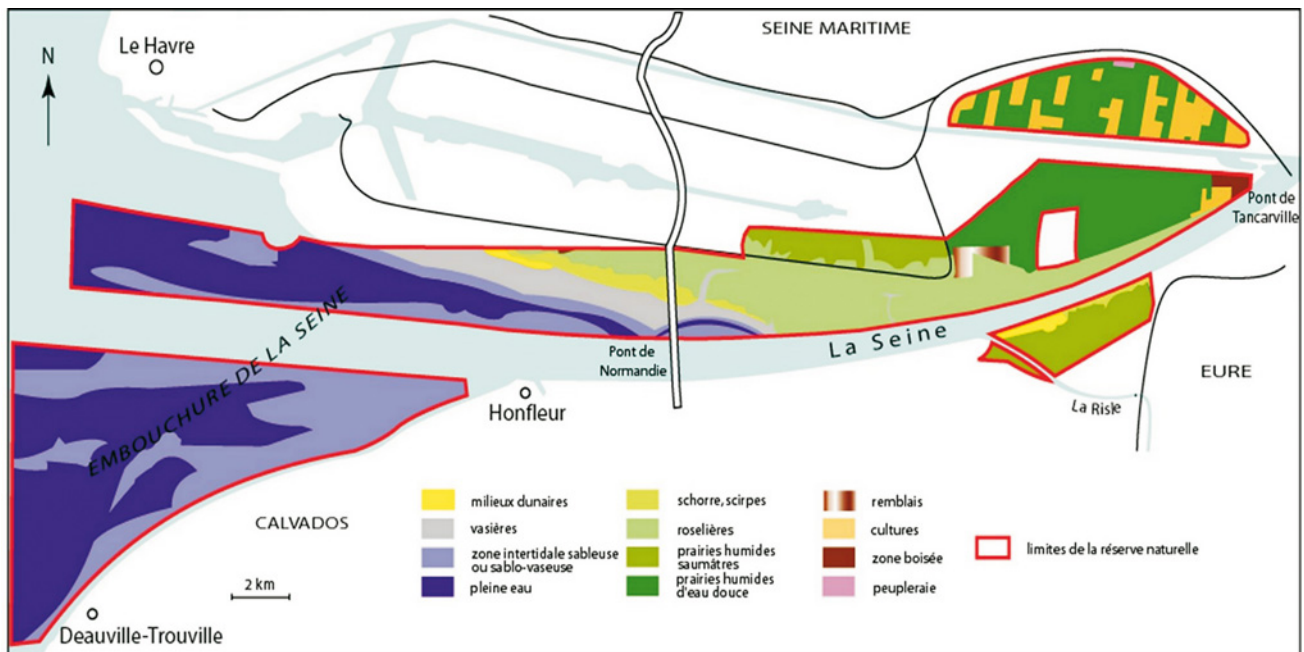 SEINE MARITIME
Le Havre
N
Pont de
Tancarville
EMBOUCHURE DE LA SEINE
Pont de
Normandie
La Seine
EURE
Honfleur
La Risle
CALVADOS
2 km
Deauville-Trouville
milieux dunaires
vasières
zone intertidale sableuse
ou sablo-vaseuse
pleine eau
schorre, scirpes
roselières
prairies humides
saumâtres
prairies humides
d'eau douce
remblais
cultures
zone boisée
peupleraie
limites de la réserve naturelle